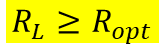 R_L ≥ R_opt